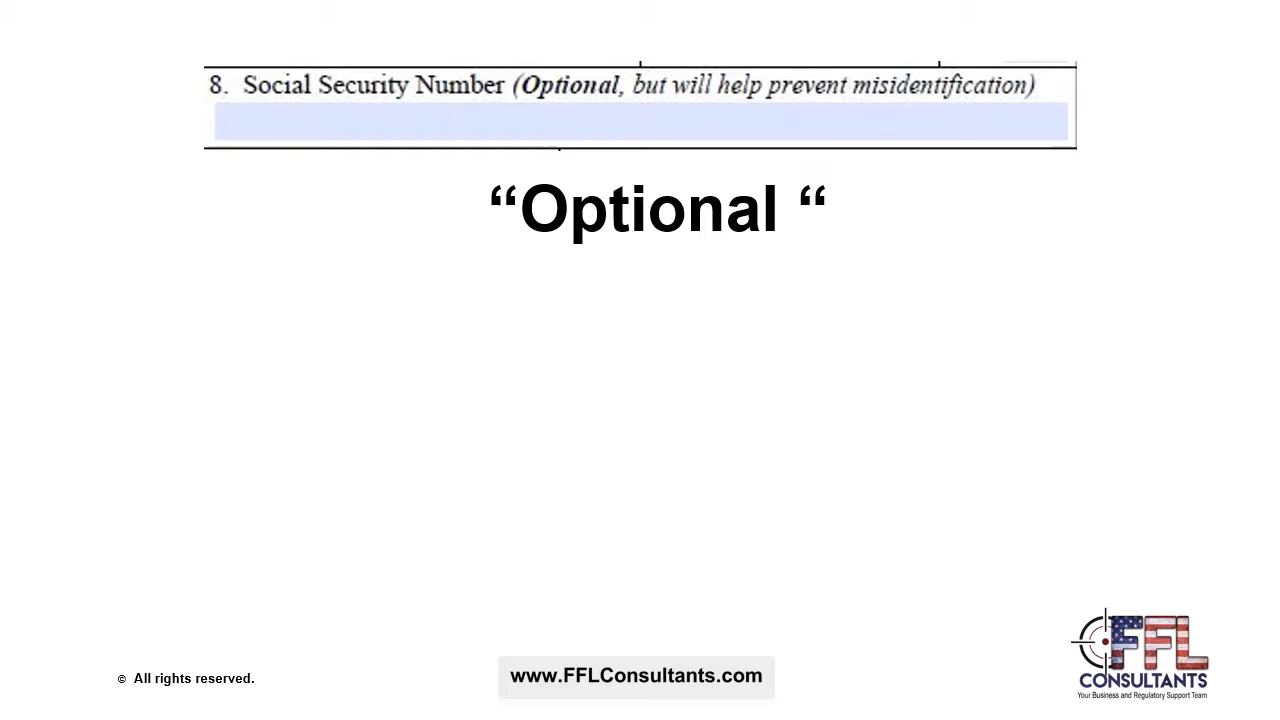 8. Social Security Number (Optional, but will help prevent misidentification)
“Optional “
© All rights reserved.
www.FFLConsultants.com
FFL
CONSULTANTS
Your Business and Regulatory Support Team